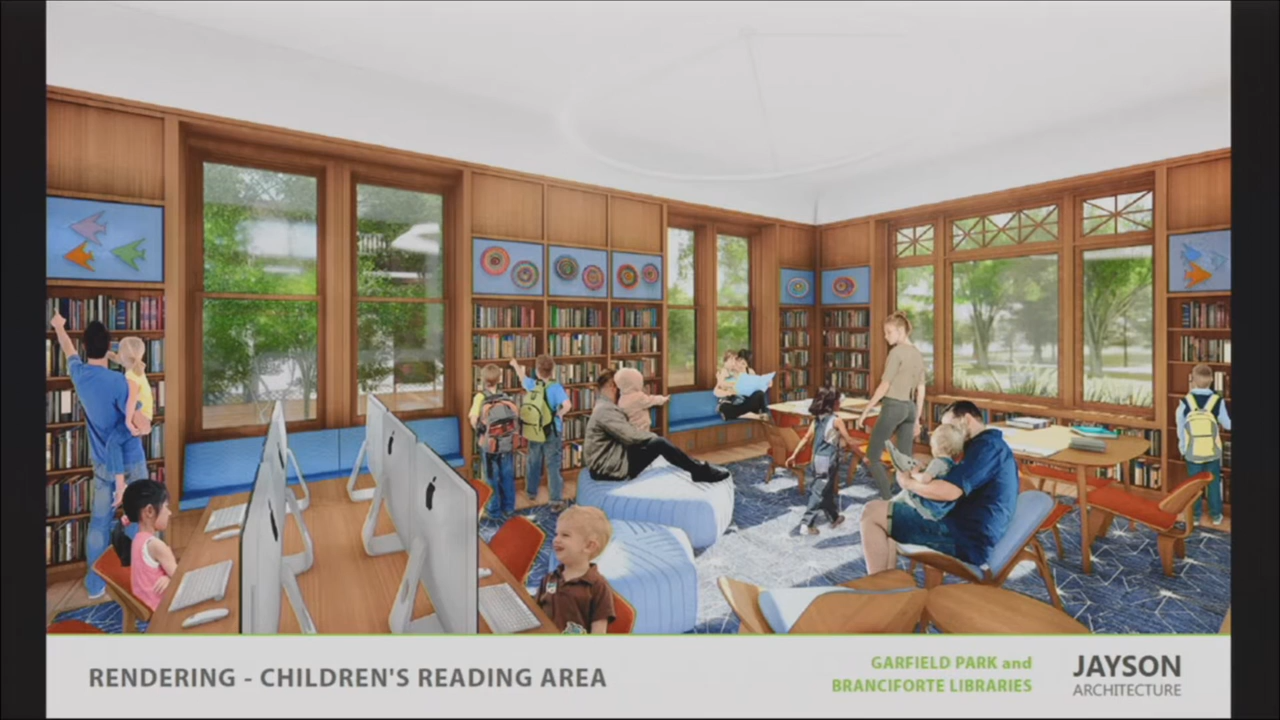 RENDERING - CHILDREN'S READING AREA
GARFIELD PARK and
BRANCIFORTE LIBRARIES
JAYSON
ARCHITECTURE